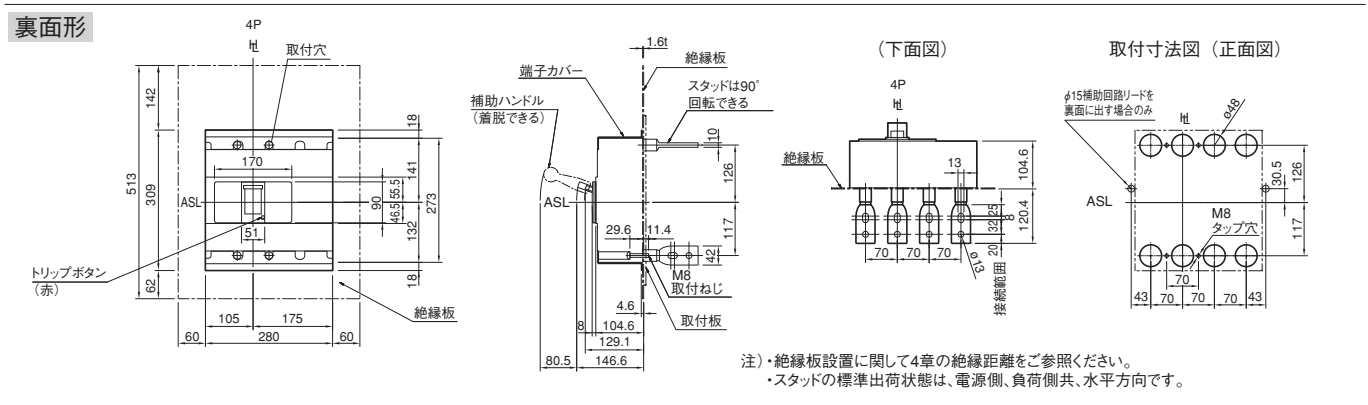 裏面形
4P
HL
取付穴
142
18
513
309
170
141
ASL
55.5
46.5
90
273
51
132
トリップボタン
(赤)
62
18
絶縁板
105
175
60
280
60
1.6t
絶縁板
端子カバー
スタッドは90°
回転できる
補助ハンドル
(着脱できる)
10
126
ASL
29.6
11.4
117
42
M8
取付ねじ
4.6
取付板
8
104.6
129.1
80.5
146.6
(下面図)
4P
HL
絶縁板
13
104.6
25
8
32
120.4
20
70
70
70
ø13
接続範囲
取付寸法図 (正面図)
φ15補助回路リードを
裏面に出す場合のみ
HL
ø48
30.5
126
ASL
M8
タップ穴
117
70
43
70
70
70
43
注)・絶縁板設置に関して4章の絶縁距離をご参照ください。
・スタッドの標準出荷状態は、電源側、負荷側共、水平方向です。